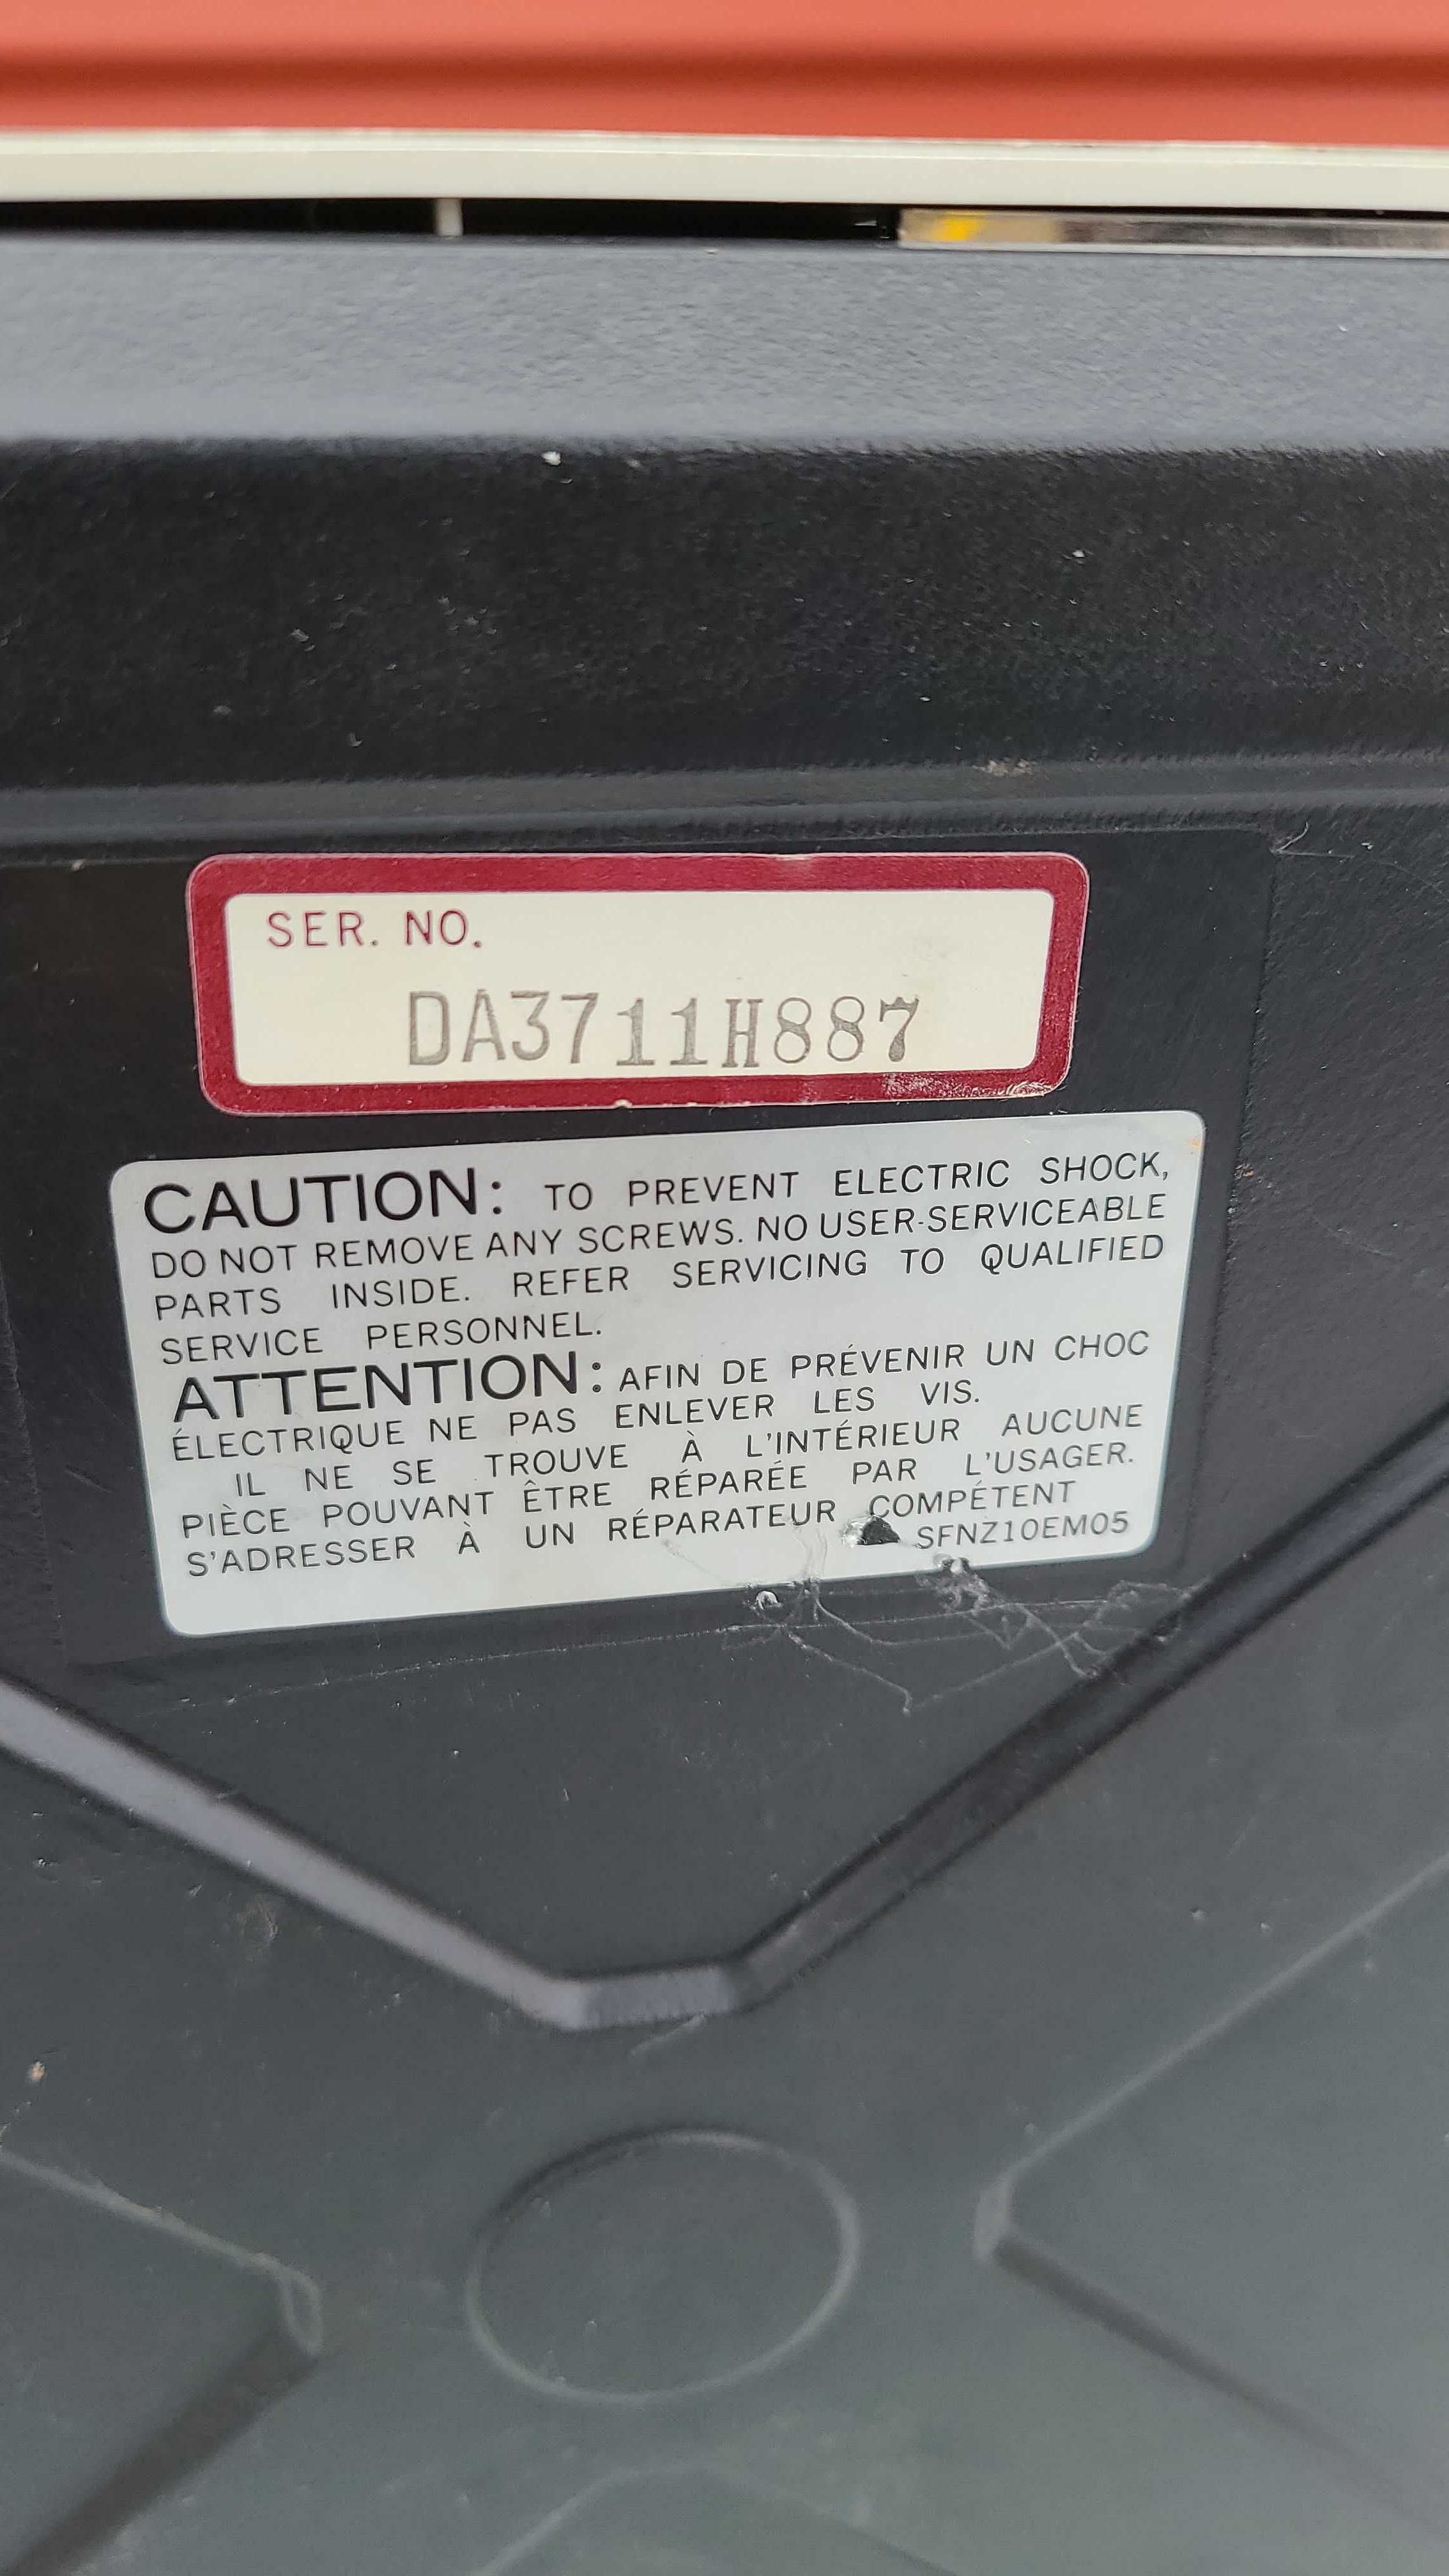 SER. NO.
DA3711H887
CAUTION: TO PREVENT ELECTRIC SHOCK,
DO NOT REMOVE ANY SCREWS. NO USER-SERVICEABLE
PARTS INSIDE. REFER SERVICING TO QUALIFIED
SERVICE PERSONNEL.
ATTENTION: AFIN DE PRÉVENIR UN CHOC
ÉLECTRIQUE NE PAS ENLEVER LES VIS.
IL NE SE TROUVE À L'INTÉRIEUR AUCUNE
PIÈCE POUVANT ÊTRE RÉPARÉE PAR L'USAGER.
S'ADRESSER À UN RÉPARATEUR COMPÉTENT
SFNZ10EM05